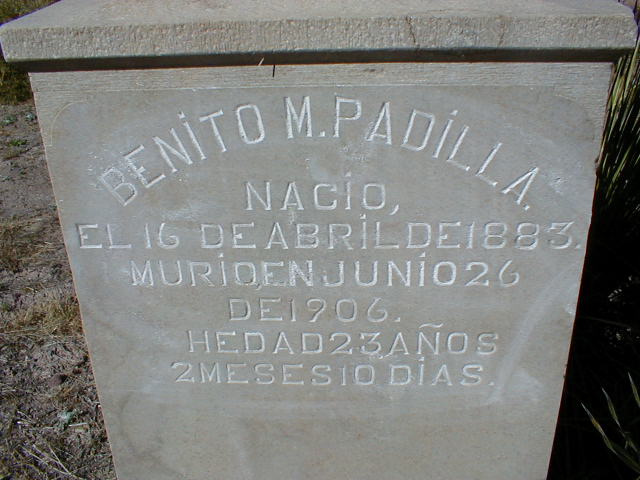 BENITO M. PADILLA.
NACIO,
EL 16 DE ABRIL DE 1883.
MURIO, EN JUNIO 26
DE 1906.
HEDAD 23, AÑOS
2 MESES 10 DÍAS.